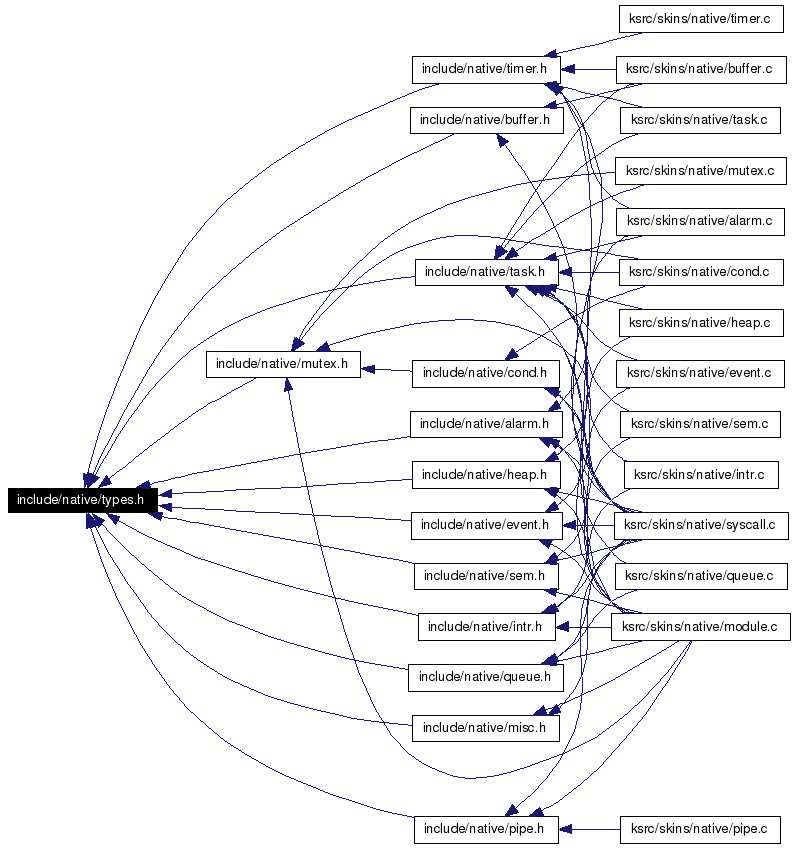 ksrc/skins/native/timer.c
include/native/timer.h
ksrc/skins/native/buffer.c
include/native/buffer.h
ksrc/skins/native/task.c
ksrc/skins/native/mutex.c
ksrc/skins/native/alarm.c
include/native/task.h
ksrc/skins/native/cond.c
ksrc/skins/native/heap.c
include/native/mutex.h
include/native/cond.h
ksrc/skins/native/event.c
include/native/alarm.h
ksrc/skins/native/sem.c
include/native/heap.h
ksrc/skins/native/intr.c
include/native/types.h
include/native/event.h
ksrc/skins/native/syscall.c
include/native/sem.h
ksrc/skins/native/queue.c
include/native/intr.h
ksrc/skins/native/module.c
include/native/queue.h
include/native/misc.h
include/native/pipe.h
ksrc/skins/native/pipe.c